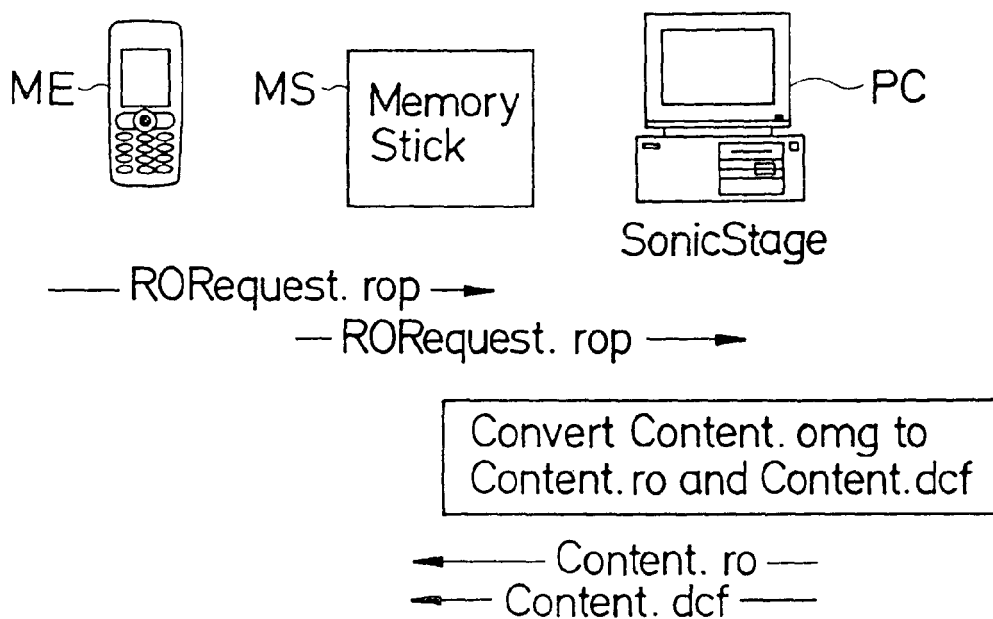 ME
MS
Memory
Stick
PC
SonicStage
RORequest. rop
RORequest. rop
Convert Content. omg to
Content. ro and Content. dcf
Content. ro
Content. dcf